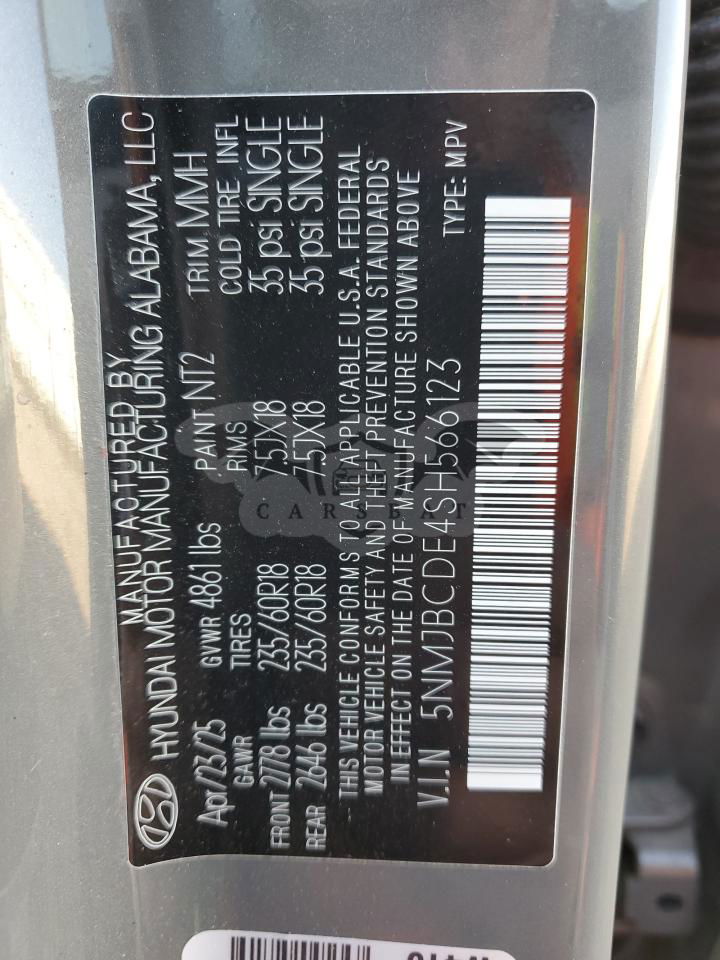 MANUFACTURED BY
HYUNDAI MOTOR MANUFACTURING ALABAMA, LLC
Apr/23/25 GVWR 4861 lbs PAINT NT2 TRIM MMH
GAWR TIRES RIMS COLD TIRE INFL
FRONT 2778 lbs 235/60R18 7.5JX18 35 psi SINGLE
REAR 2646 lbs 235/60R18 7.5JX18 35 psi SINGLE
THIS VEHICLE CONFORMS TO ALL APPLICABLE U.S.A. FEDERAL
MOTOR VEHICLE SAFETY AND THEFT PREVENTION STANDARDS
IN EFFECT ON THE DATE OF MANUFACTURE SHOWN ABOVE
V.I.N 5NMJBCDE4SH566123 TYPE: MPV
CARSBAT